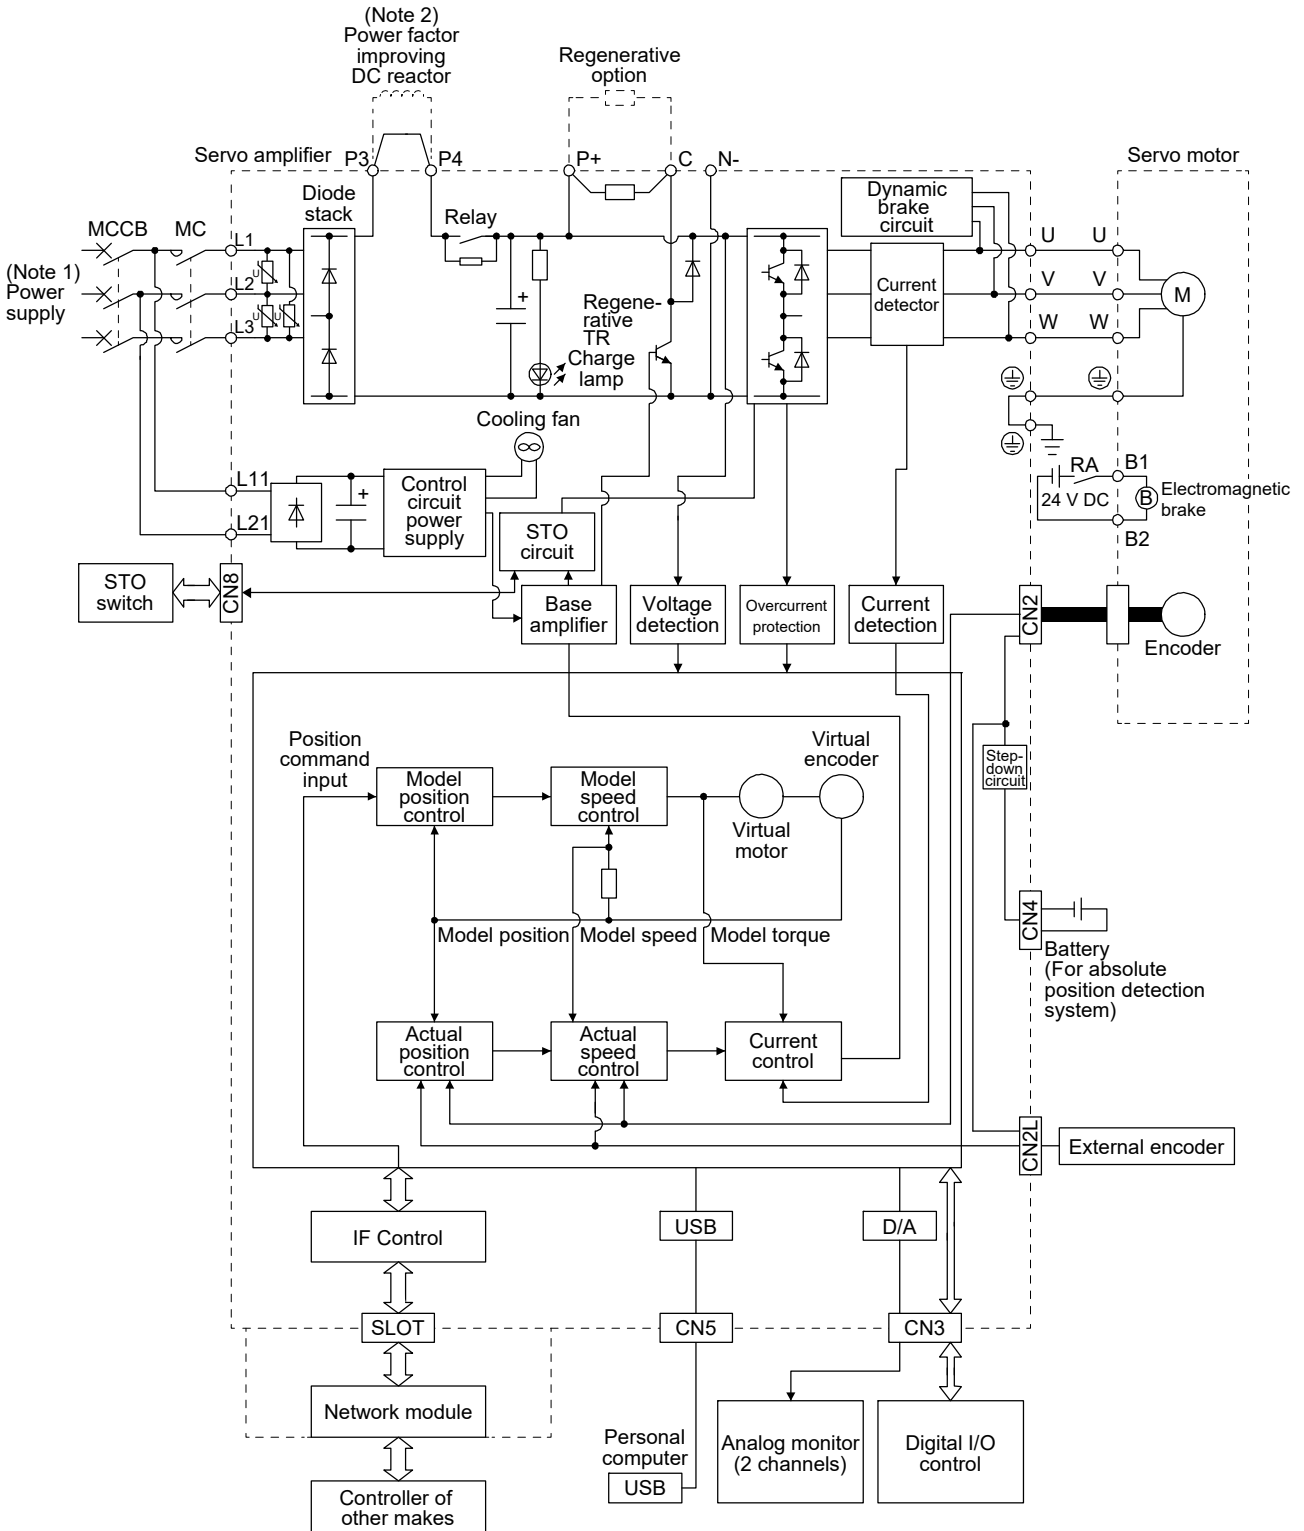 (Note 2)
Power factor
improving
DC reactor
Regenerative
option
Servo amplifier
P3
P4
P+
C
N-
Servo motor
Diode
stack
Relay
Dynamic
brake
circuit
MCCB
MC
L1
L2
L3
(Note 1)
Power
supply
U
U
U
+
Regene-
rative
TR
Charge
lamp
Current
detector
U
V
W
U
V
W
M
Cooling fan
L11
L21
+
Control
circuit
power
supply
STO
circuit
RA
24 V DC
B1
B
B2
Electromagnetic
brake
STO
switch
CN8
Base
amplifier
Voltage
detection
Overcurrent
protection
Current
detection
CN2
Encoder
Position
command
input
Model
position
control
Model
speed
control
Virtual
motor
Virtual
encoder
Step-
down
circuit
Model position
Model speed
Model torque
CN4
Battery
(For absolute
position detection
system)
Actual
position
control
Actual
speed
control
Current
control
CN2L
External encoder
IF Control
USB
D/A
SLOT
CN5
CN3
Network module
Personal
computer
USB
Analog monitor
(2 channels)
Digital I/O
control
Controller of
other makes